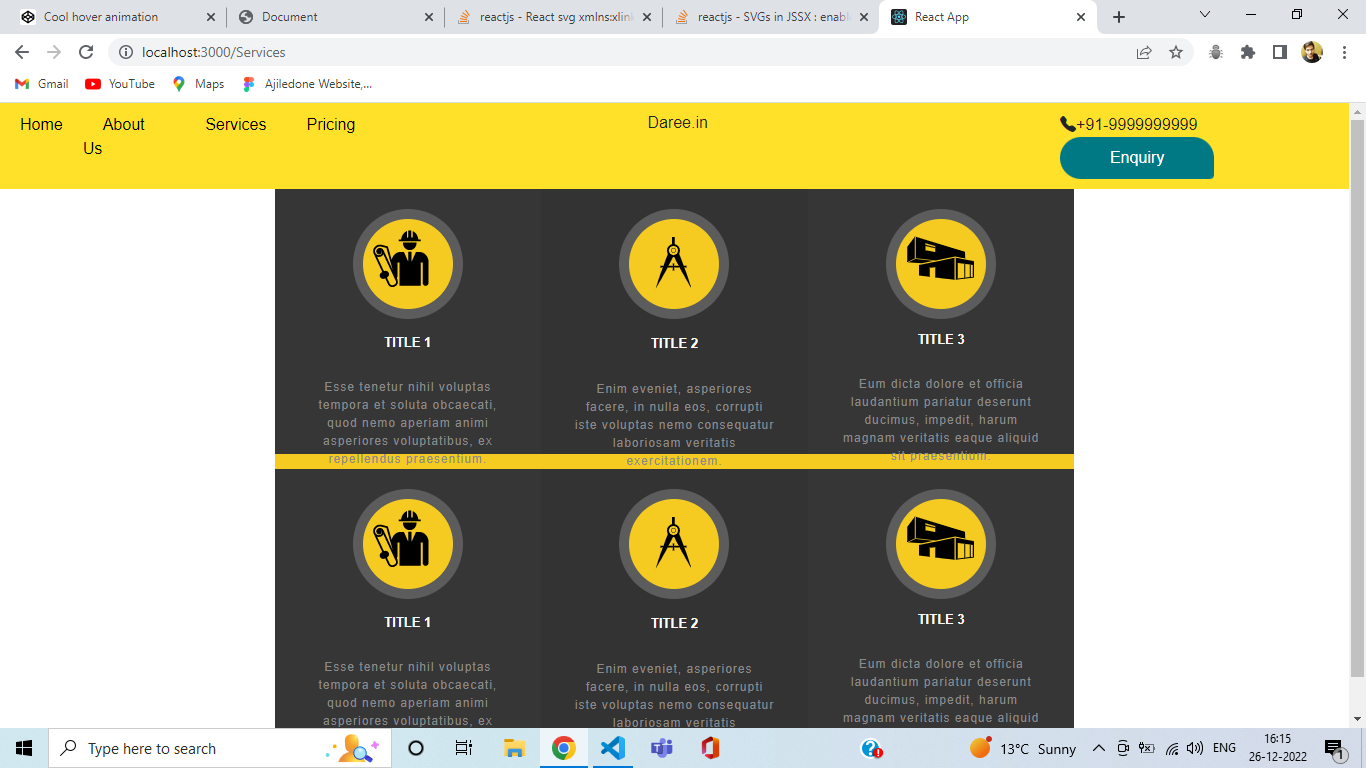 Cool hover animation
Document
reactjs - React svg xmlns:xlin
reactjs - SVGs in JSSX : enabl
React App
localhost:3000/Services
Gmail
YouTube
Maps
Ajiledone Website,...
Home
About Us
Services
Pricing
Daree.in
+91-9999999999
Enquiry
TITLE 1
Esse tenetur nihil voluptas
tempora et soluta obcaecati,
quod nemo aperiam animi
asperiores voluptatibus, ex
repellendus praesentium.
TITLE 2
Enim eveniet, asperiores
facere, in nulla eos, corrupti
iste voluptas nemo consequatur
laboriosam veritatis
exercitationem.
TITLE 3
Eum dicta dolore et officia
laudantium pariatur deserunt
ducimus, impedit, harum
magnam veritatis eaque aliquid
sit praesentium.
TITLE 1
Esse tenetur nihil voluptas
tempora et soluta obcaecati,
quod nemo aperiam animi
asperiores voluptatibus, ex
TITLE 2
Enim eveniet, asperiores
facere, in nulla eos, corrupti
iste voluptas nemo consequatur
laboriosam veritatis
TITLE 3
Eum dicta dolore et officia
laudantium pariatur deserunt
ducimus, impedit, harum
magnam veritatis eaque aliquid
Type here to search
13°C Sunny
ENG
16:15
26-12-2022
1